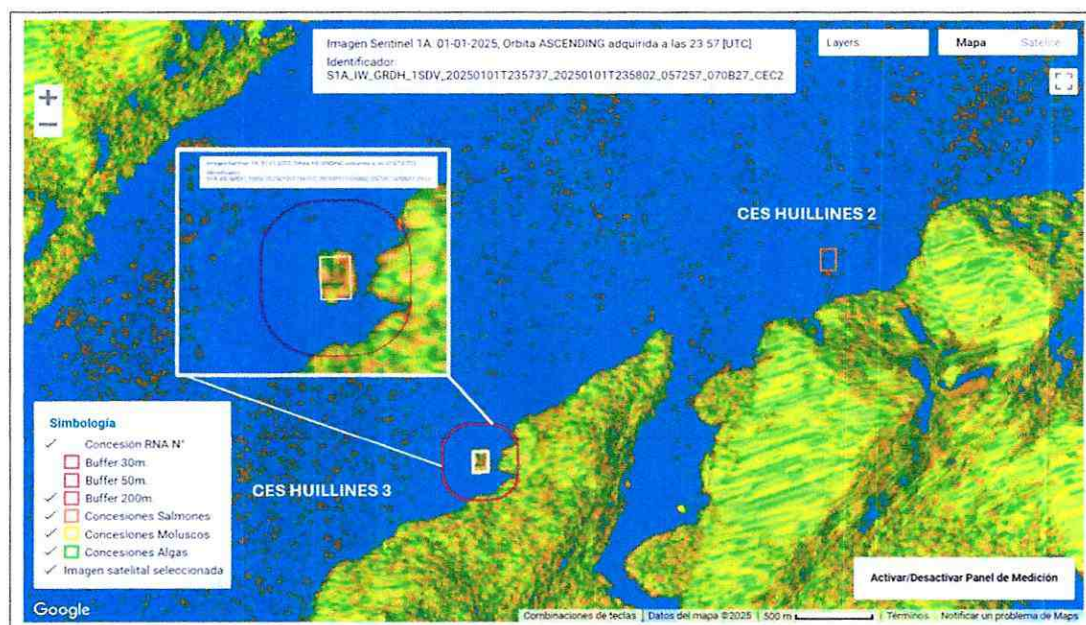 Imagen Sentinel 1A. 01-01-2025, Orbita ASCENDING adquirida a las 23 57 [UTC]
Identificador:
S1A_IW_GRDH_1SDV_20250101T235737_20250101T235802_057257_070B27_CEC2
Layers
Mapa
Satélite
CES HUILLINES 2
Simbología
Concesión RNA N°
Buffer 30m.
Buffer 50m.
Buffer 200m.
Concesiones Salmones
Concesiones Moluscos
Concesiones Algas
Imagen satelital seleccionada
CES HUILLINES 3
Activar/Desactivar Panel de Medición
Google
Combinaciones de teclas
Datos del mapa ©2025
500 m
Términos
Notificar un problema de Maps